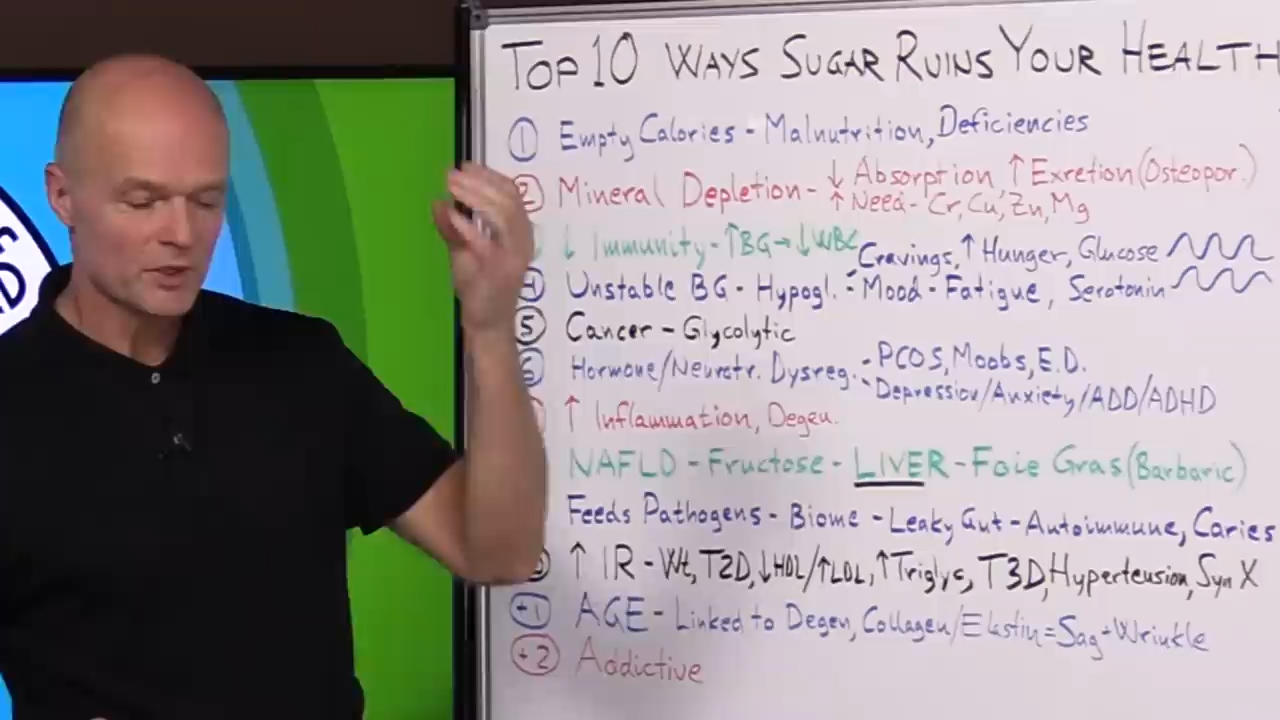 TOP 10 WAYS SUGAR RUINS YOUR HEALTH
① Empty Calories - Malnutrition, Deficiencies
② Mineral Depletion - ↓ Absorption, ↑ Exretion (Osteopor.)
↑ Need - Cr, Cu, Zn, Mg
↓ Immunity - ↑BG → ↓WBC
- Cravings, ↑ Hunger, Glucose
④ Unstable BG - Hypogl. - Mood - Fatigue, Serotonin
⑤ Cancer - Glycolytic
⑥ Hormone/Neurotr. Dysreg. - PCOS, Moobs, E.D.
- Depression/Anxiety/ADD/ADHD
↑ Inflammation, Degen.
NAFLD - Fructose - LIVER - Foie Gras (Barbaric)
Feeds Pathogens - Biome - Leaky Gut - Autoimmune, Caries
↑ IR - Wt, T2D, ↓HDL/↑LDL, ↑Triglys, T3D, Hypertension, Syn X
+1 AGE - Linked to Degen, Collagen/Elastin = Sag + Wrinkle
+2 Addictive